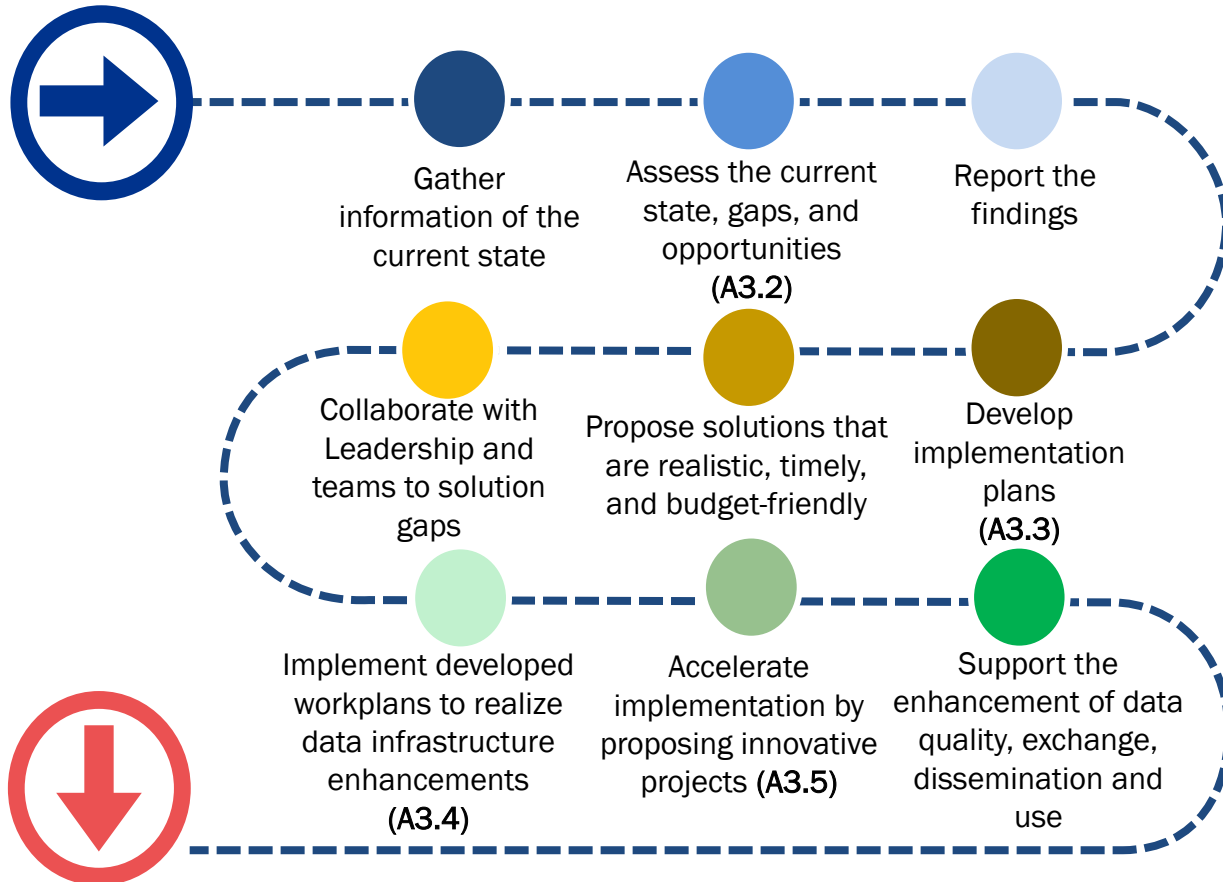 Gather
information of the
current state
Assess the current
state, gaps, and
opportunities
(A3.2)
Report the
findings
Collaborate with
Leadership and
teams to solution
gaps
Propose solutions that
are realistic, timely,
and budget-friendly
Develop
implementation
plans
(A3.3)
Implement developed
workplans to realize
data infrastructure
enhancements
(A3.4)
Accelerate
implementation by
proposing innovative
projects (A3.5)
Support the
enhancement of data
quality, exchange,
dissemination and
use